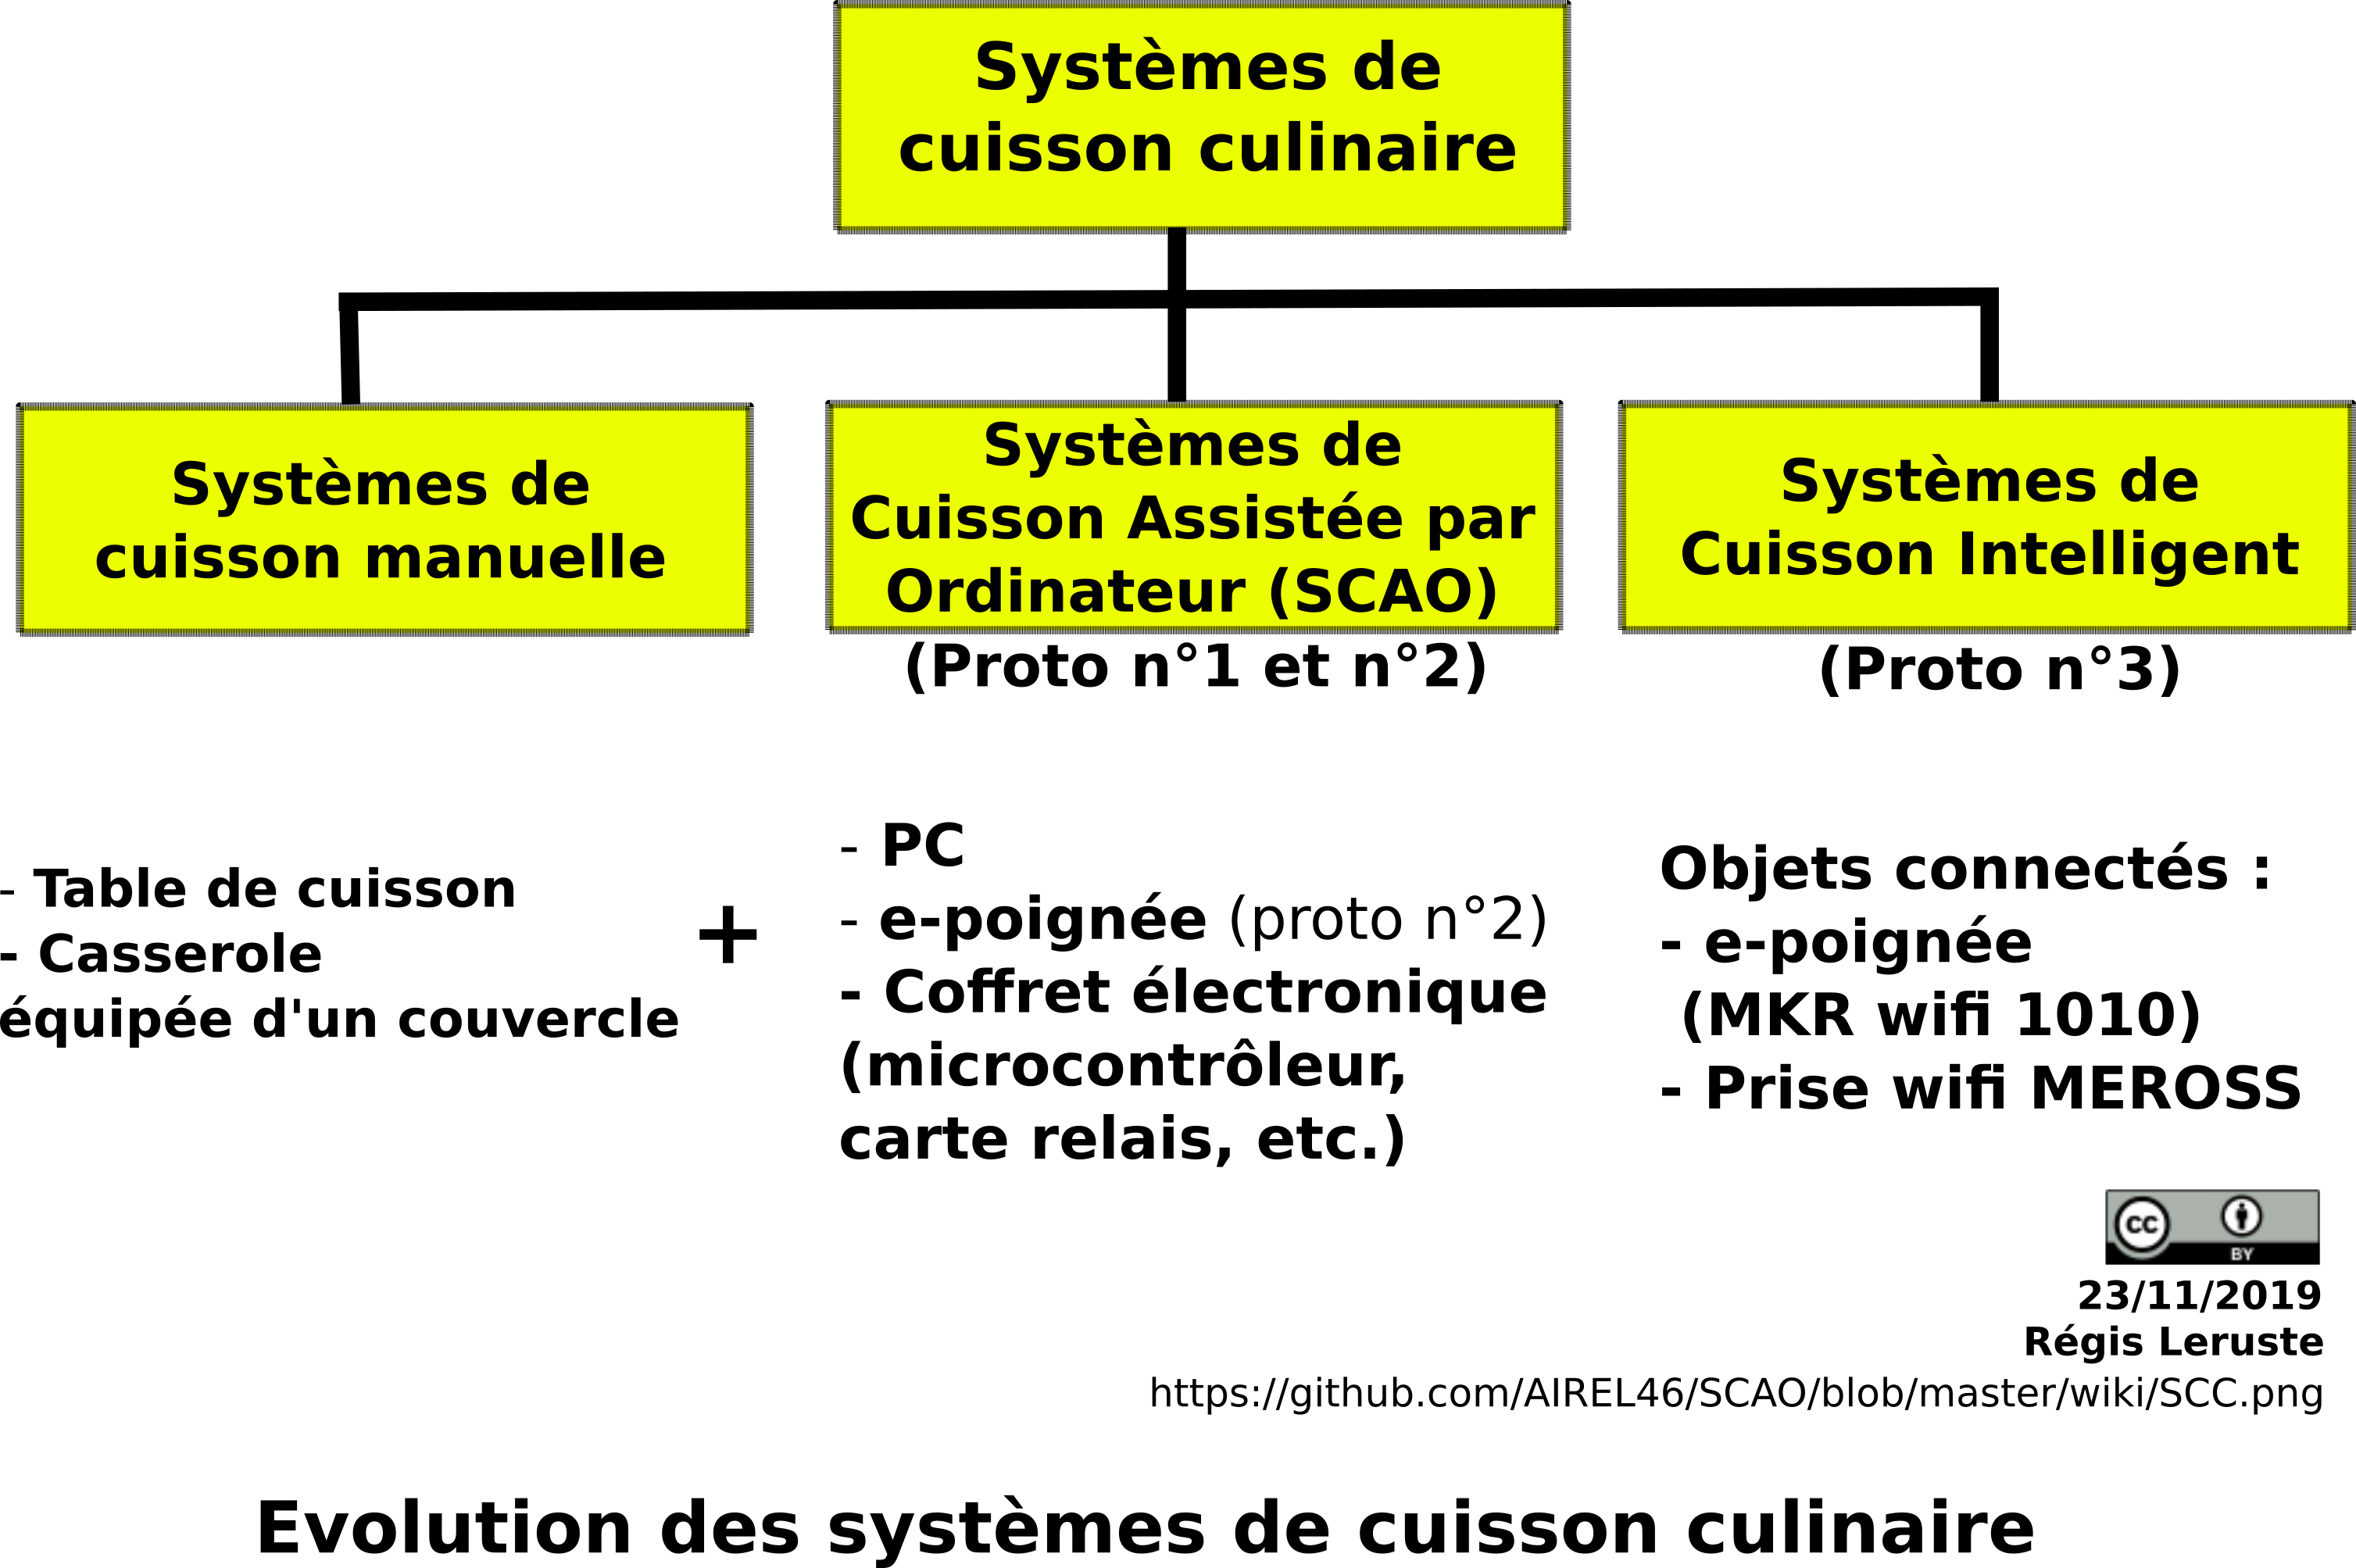 Systèmes de
cuisson culinaire
Systèmes de
cuisson manuelle
Systèmes de
Cuisson Assistée par
Ordinateur (SCAO)
(Proto n°1 et n°2)
Systèmes de
Cuisson Intelligent
(Proto n°3)
- Table de cuisson
- Casserole
équipée d'un couvercle
+
- PC
- e-poignée (proto n°2)
- Coffret électronique
(microcontrôleur,
carte relais, etc.)
Objets connectés :
- e-poignée
(MKR wifi 1010)
- Prise wifi MEROSS
cc
BY
23/11/2019
Régis Leruste
https://github.com/AIREL46/SCAO/blob/master/wiki/SCC.png
Evolution des systèmes de cuisson culinaire